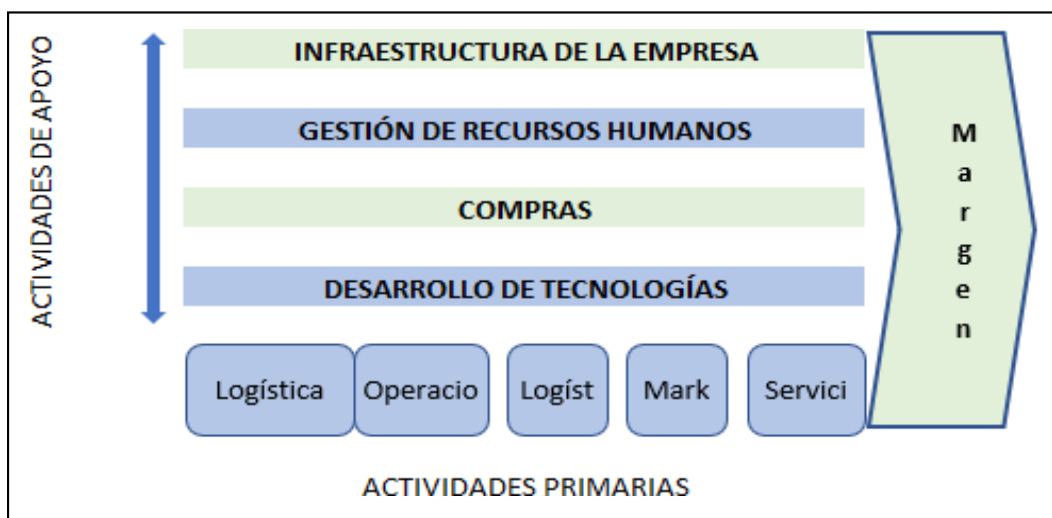 ACTIVIDADES DE APOYO
INFRAESTRUCTURA DE LA EMPRESA
GESTIÓN DE RECURSOS HUMANOS
COMPRAS
DESARROLLO DE TECNOLOGÍAS
Logística
Operacio
Logíst
Mark
Servici
Margen
ACTIVIDADES PRIMARIAS